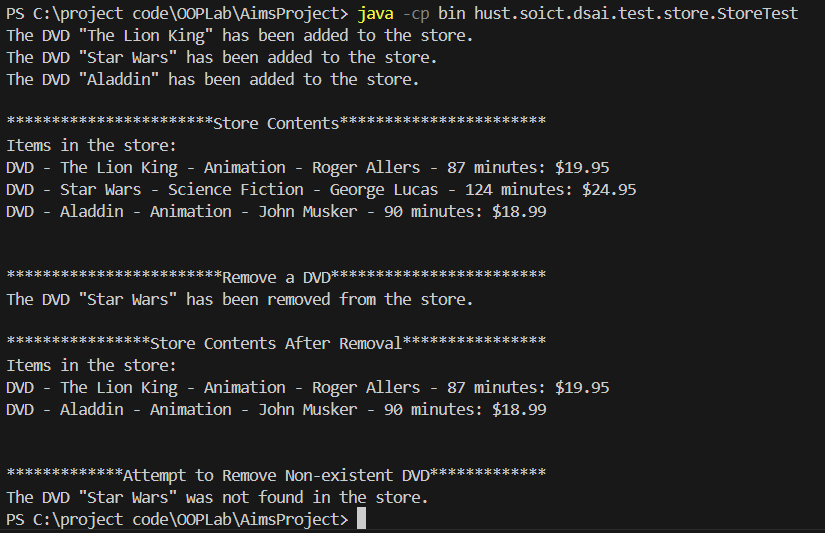 PS C:\project code\OOPLab\AimsProject> java -cp bin hust.soict.dsai.test.store.StoreTest
The DVD "The Lion King" has been added to the store.
The DVD "Star Wars" has been added to the store.
The DVD "Aladdin" has been added to the store.
***********************Store Contents***********************
Items in the store:
DVD - The Lion King - Animation - Roger Allers - 87 minutes: $19.95
DVD - Star Wars - Science Fiction - George Lucas - 124 minutes: $24.95
DVD - Aladdin - Animation - John Musker - 90 minutes: $18.99
************************Remove a DVD************************
The DVD "Star Wars" has been removed from the store.
****************Store Contents After Removal****************
Items in the store:
DVD - The Lion King - Animation - Roger Allers - 87 minutes: $19.95
DVD - Aladdin - Animation - John Musker - 90 minutes: $18.99
*************Attempt to Remove Non-existent DVD*************
The DVD "Star Wars" was not found in the store.
PS C:\project code\OOPLab\AimsProject>